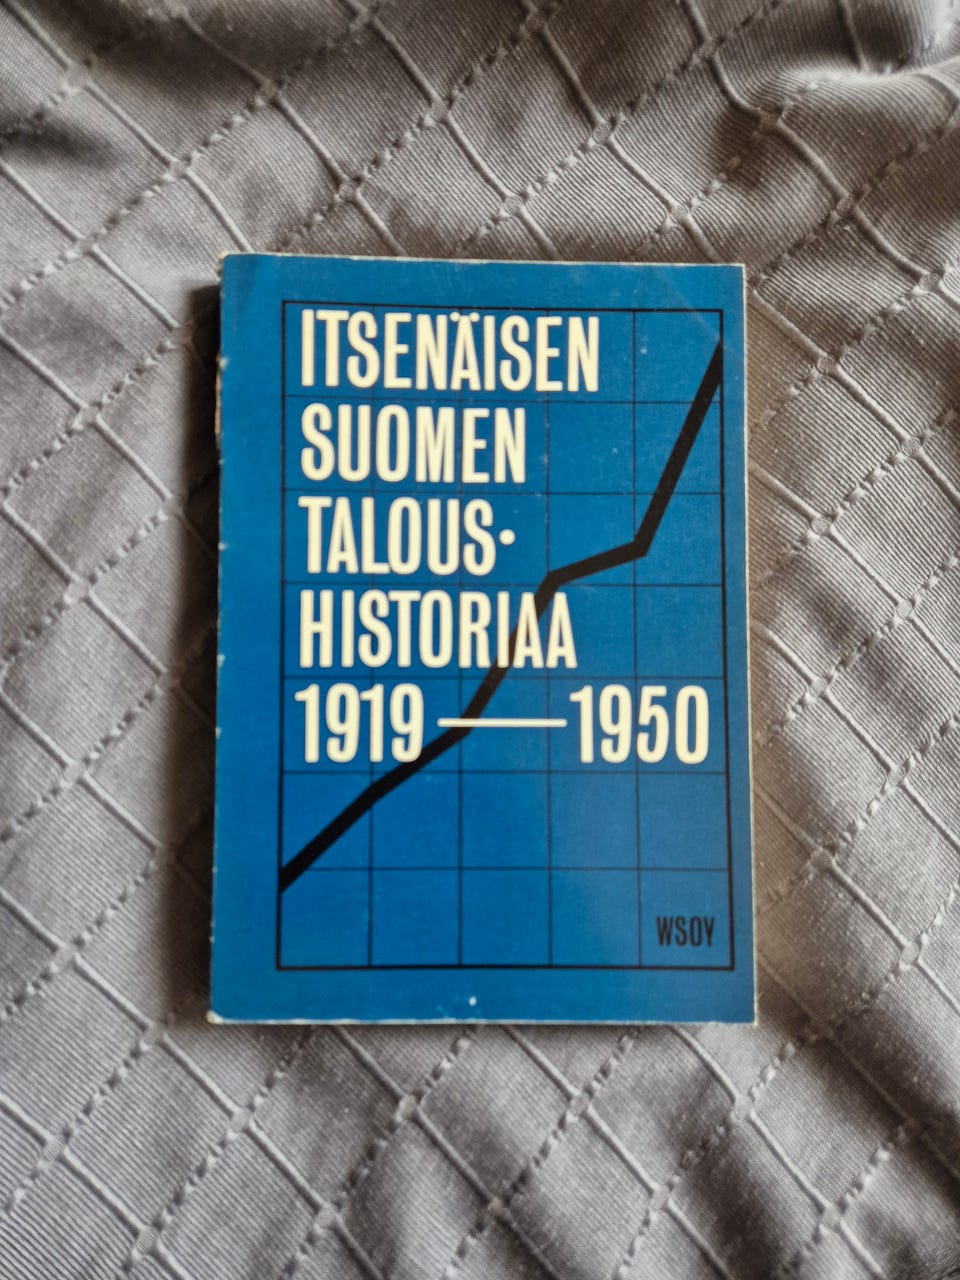 ITSENÄISEN
SUOMEN
TALOUS·
HISTORIAA
1919—1950
WSOY